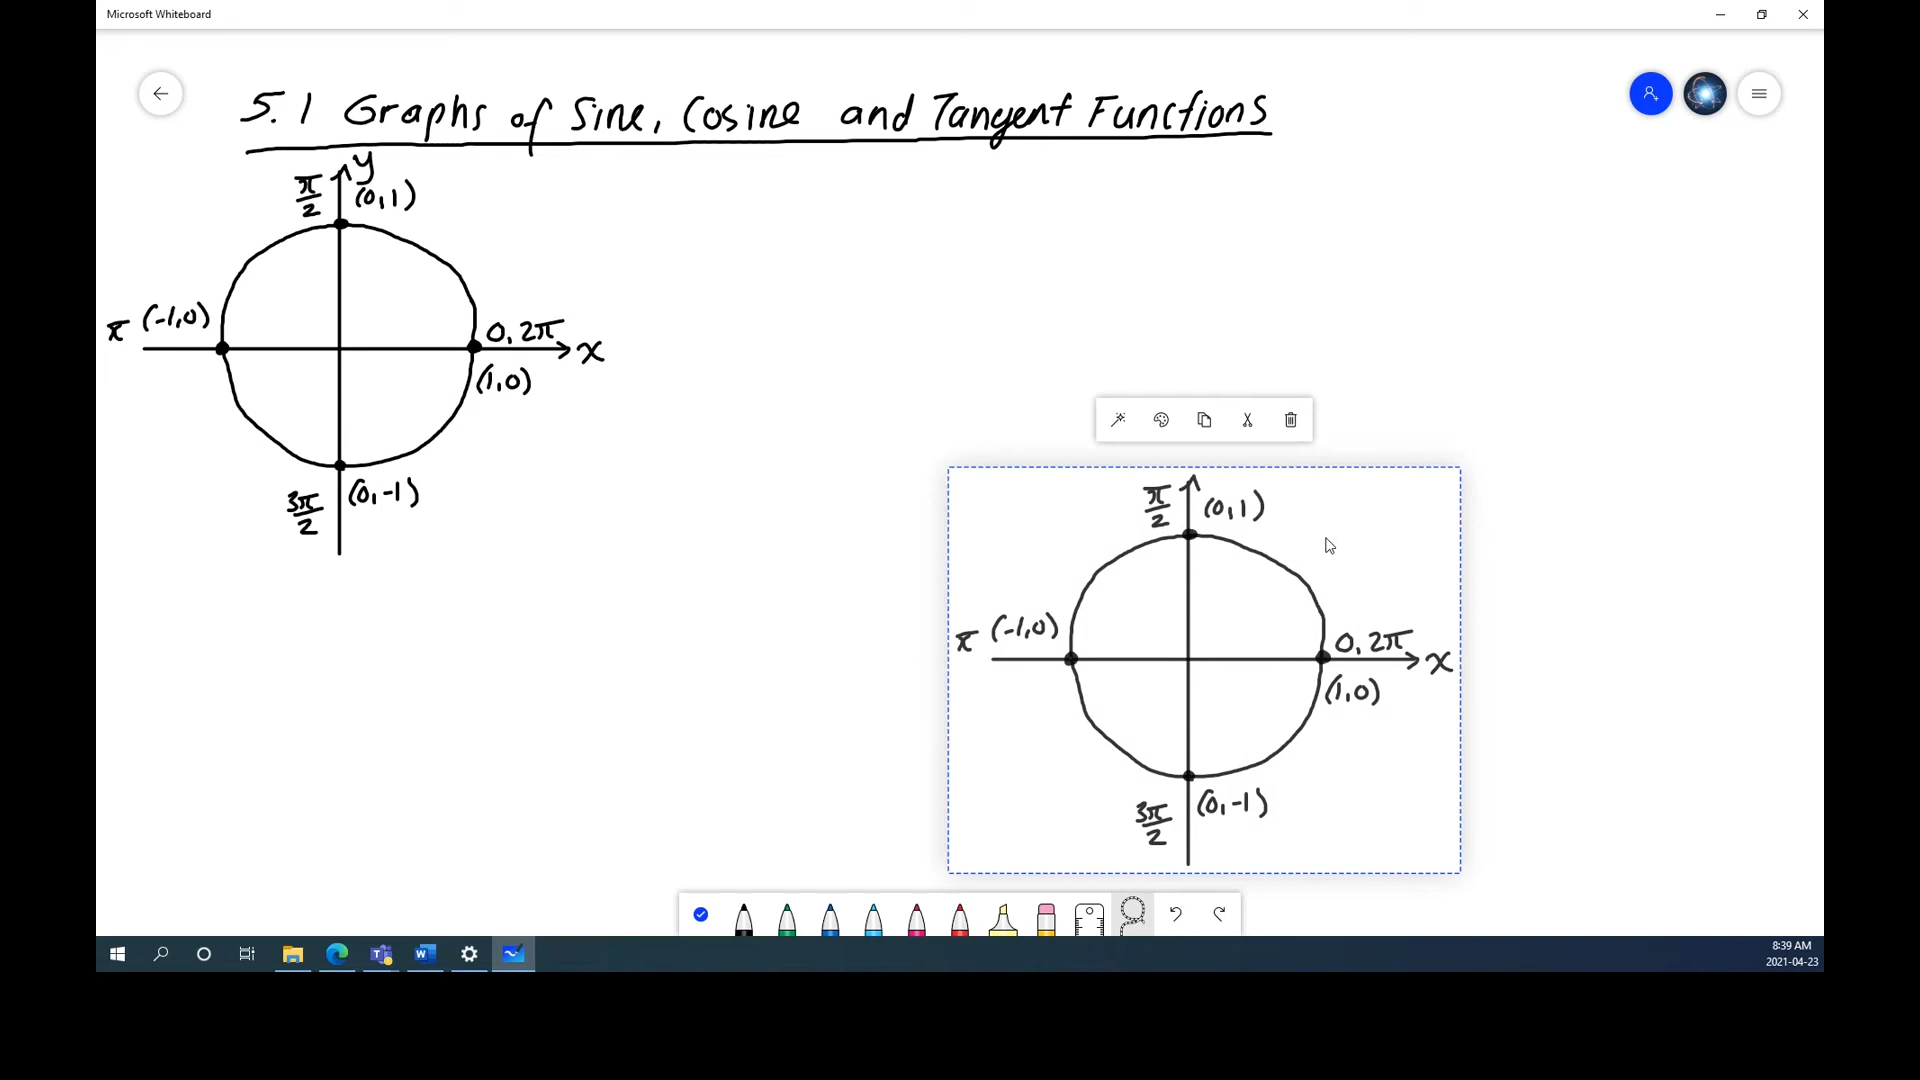 Microsoft Whiteboard
5.1 Graphs of Sine, Cosine and Tangent Functions
y
π/2 (0,1)
π (-1,0)
0, 2π
x
(1,0)
3π/2 (0,-1)
π/2 (0,1)
π (-1,0)
0, 2π
x
(1,0)
3π/2 (0,-1)
8:39 AM
2021-04-23